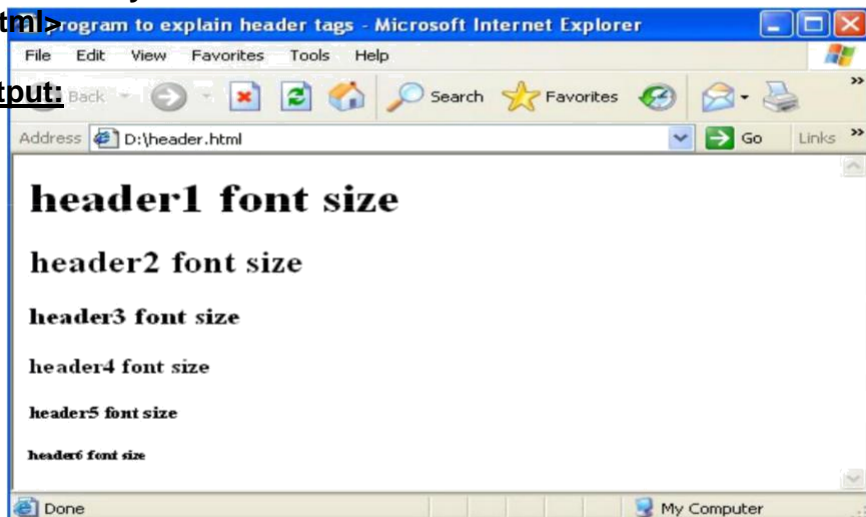 tml>
program to explain header tags - Microsoft Internet Explorer
File Edit View Favorites Tools Help
tput:
Back Search Favorites »
Address D:\header.html Go Links »
header1 font size
header2 font size
header3 font size
header4 font size
header5 font size
header6 font size
Done My Computer